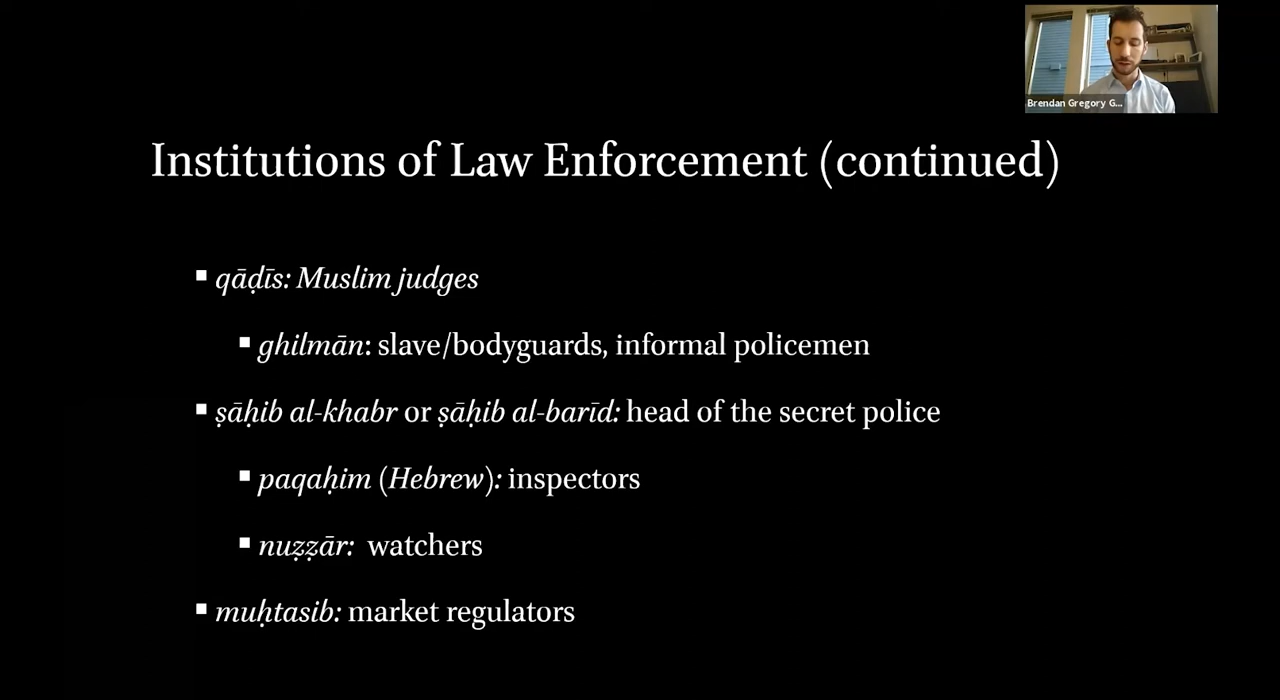 Brendan Gregory G...
Institutions of Law Enforcement (continued)
▪ qāḍīs: Muslim judges
▪ ghilmān: slave/bodyguards, informal policemen
▪ ṣāḥib al-khabr or ṣāḥib al-barīd: head of the secret police
▪ paqaḥim (Hebrew): inspectors
▪ nuẓẓār: watchers
▪ muḥtasib: market regulators